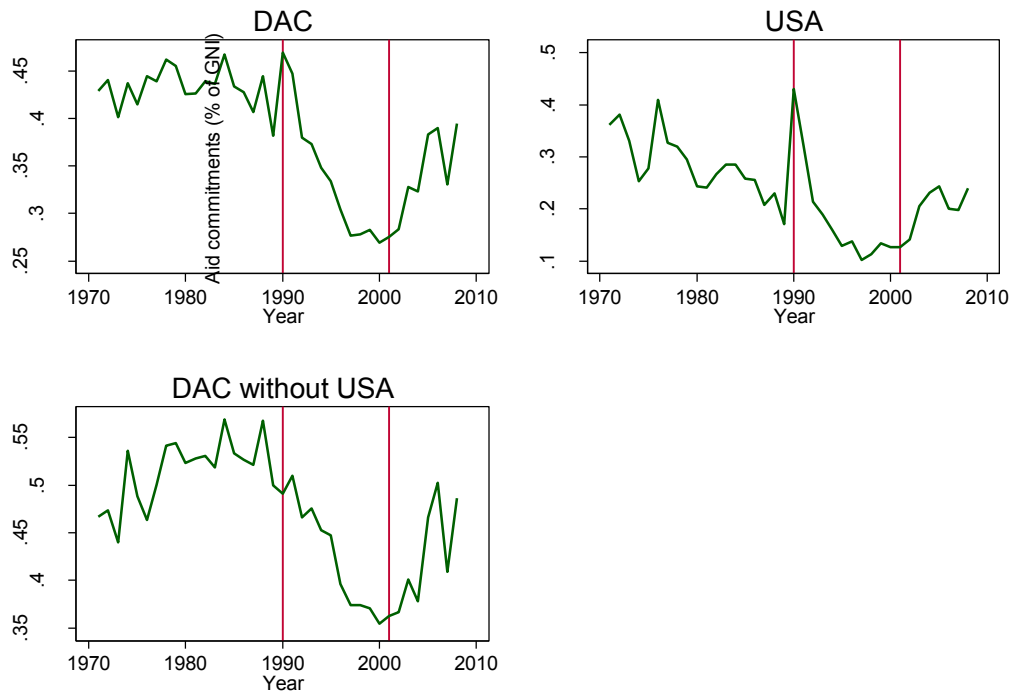 DAC
Aid commitments (% of GNI)
.45
.4
.35
.3
.25
1970 1980 1990 2000 2010
Year
USA
.5
.4
.3
.2
.1
1970 1980 1990 2000 2010
Year
DAC without USA
.55
.5
.45
.4
.35
1970 1980 1990 2000 2010
Year